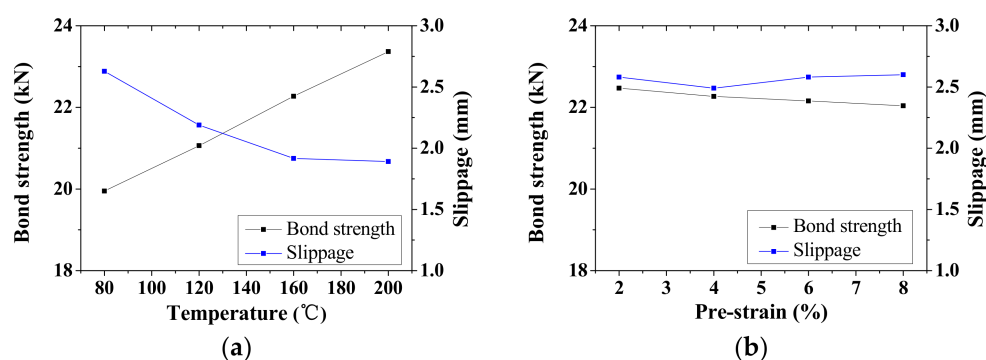 24
22
20
18
Bond strength (kN)
3.0
2.5
2.0
1.5
1.0
Slippage (mm)
Bond strength
Slippage
80 100 120 140 160 180 200
Temperature (℃)
(a)
24
22
20
18
Bond strength (kN)
3.0
2.5
2.0
1.5
1.0
Slippage (mm)
Bond strength
Slippage
2 3 4 5 6 7 8
Pre-strain (%)
(b)